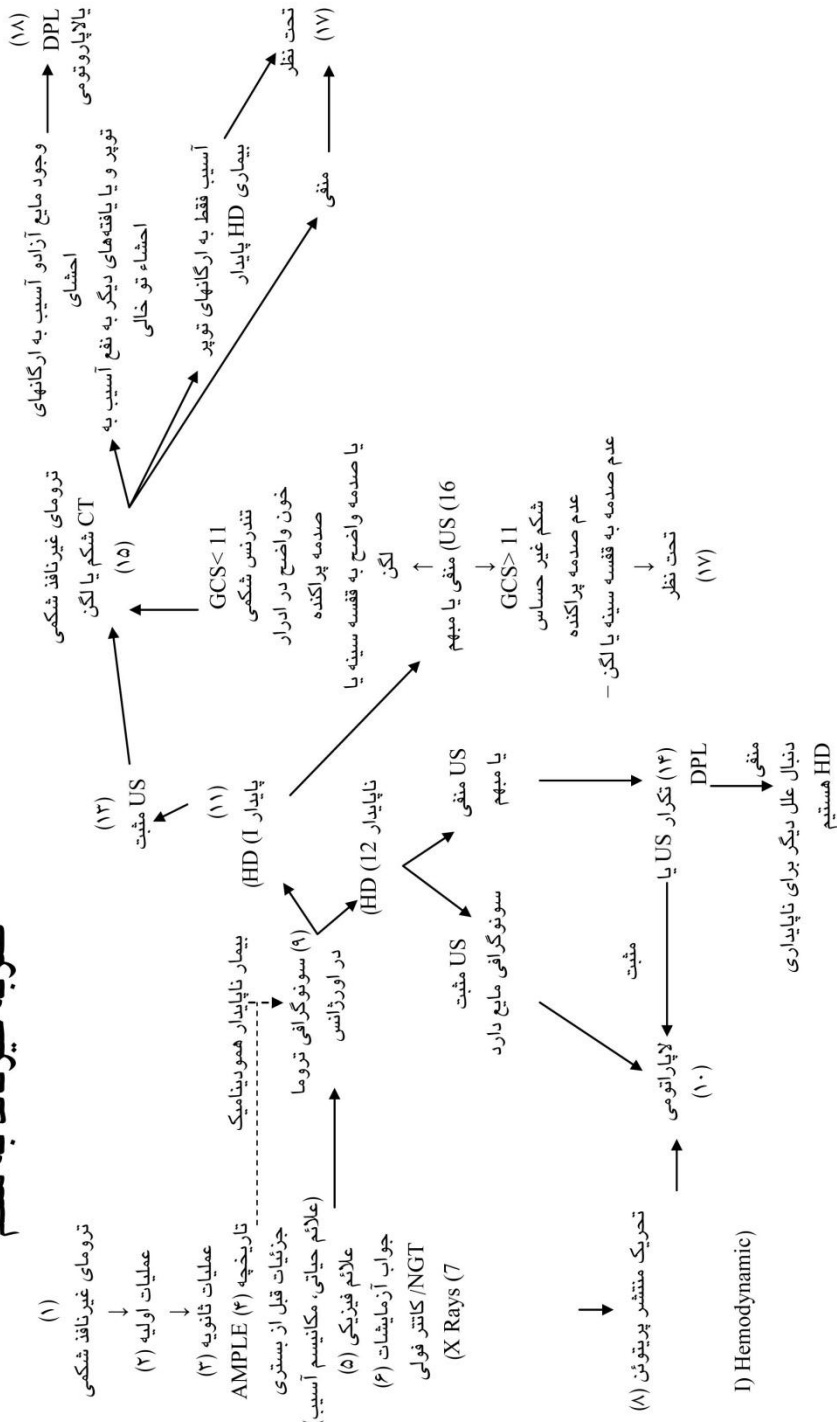 (۱)
ترومای غیرنافذ شکمی
↓
عملیات اولیه (۲)
↓
عملیات ثانویه (۳)
تاریخچه AMPLE (۴)
جزئیات قبل از بستری
(علائم حیاتی، مکانیسم آسیب)
علائم فیزیکی (۵)
جواب آزمایشات (۶)
NGT/ کاتتر فولی
(X Rays (7
تحریک منتشر پریتوئن (۸)
I) Hemodynamic)
بیمار ناپایدار همودینامیک
(۹) سونوگرافی تروما
در اورژانس
لاپاراتومی
(۱۰)
(۱۱)
پایدار HD (I)
ناپایدار HD (12)
US مثبت
سونوگرافی مایع دارد
US منفی
یا مبهم
(۱۴) تکرار US یا
DPL
مثبت
منفی
دنبال علل دیگر برای ناپایداری
HD هستیم
(۱۳)
US مثبت
ترومای غیرنافذ شکمی
CT شکم یا لگن
(۱۵)
GCS< 11
تندرنس شکمی
خون واضح در ادرار
صدمه پراکنده
یا صدمه واضح به قفسه سینه یا
لگن
↑
US (16) منفی یا مبهم
↓
GCS> 11
شکم غیر حساس
عدم صدمه پراکنده
عدم صدمه به قفسه سینه یا لگن –
↓
تحت نظر
(۱۷)
وجود مایع آزادو آسیب به ارگانهای
احشای
توپر و یا یافته‌های دیگر به نفع آسیب به
احشاء تو خالی
(۱۸)
DPL
یالاپاروتومی
آسیب فقط به ارگانهای توپر
بیماری HD پایدار
منفی
تحت نظر
(۱۷)